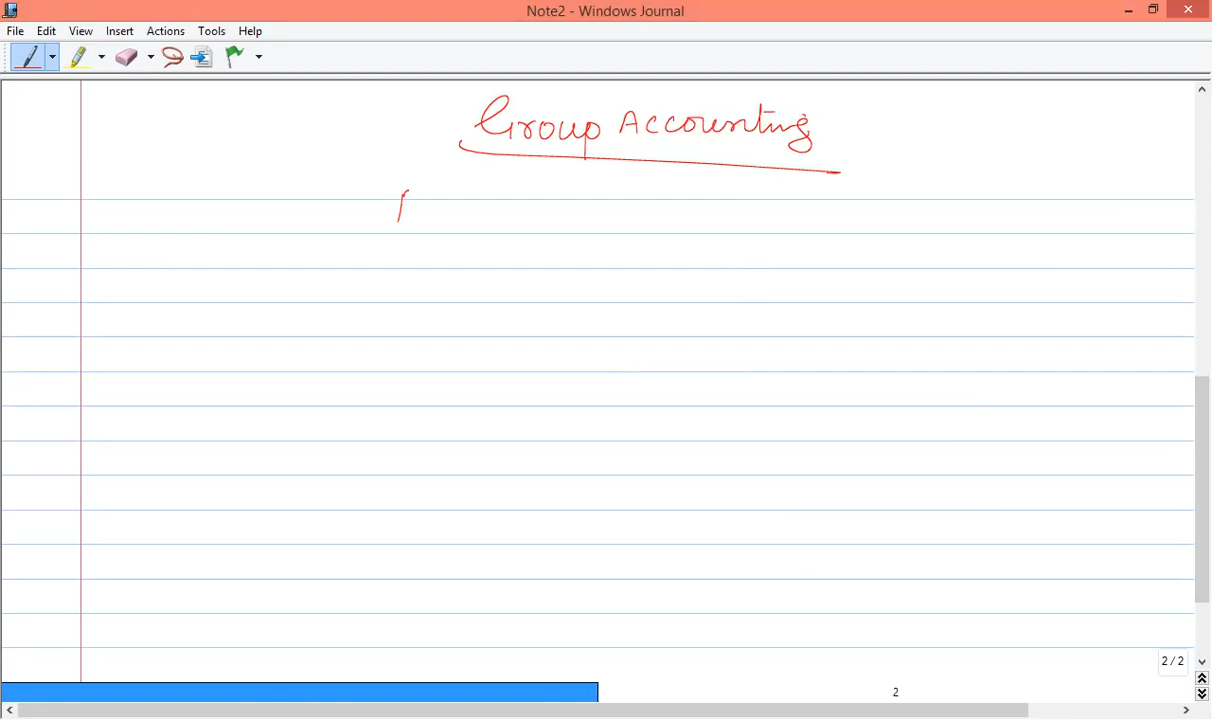 Note2 - Windows Journal
File Edit View Insert Actions Tools Help
Group Accounting
2 / 2
2